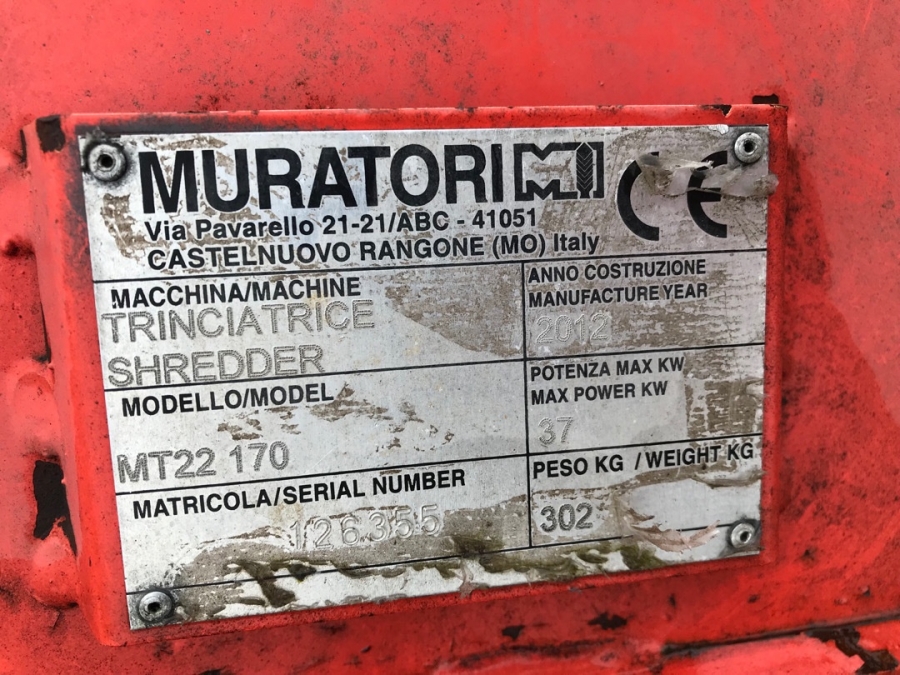 MURATORI MI
Via Pavarello 21-21/ABC - 41051
CASTELNUOVO RANGONE (MO) Italy
CE
MACCHINA/MACHINE
TRINCIATRICE
SHREDDER
ANNO COSTRUZIONE
MANUFACTURE YEAR
2012
MODELLO/MODEL
MT22 170
POTENZA MAX KW
MAX POWER KW
37
MATRICOLA/SERIAL NUMBER
126355
PESO KG / WEIGHT KG
302